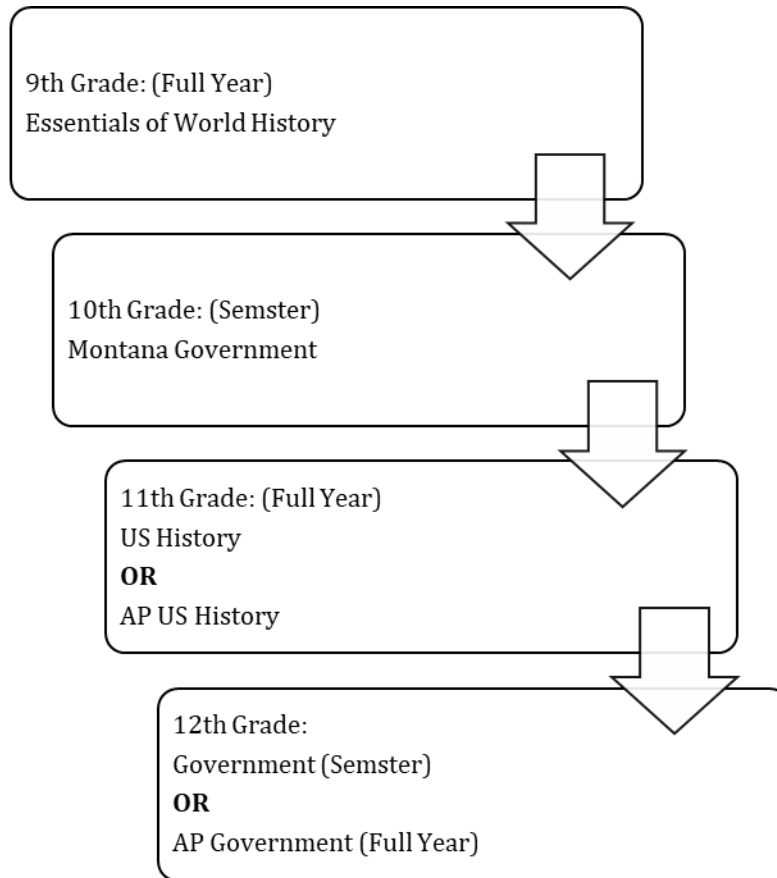 9th Grade: (Full Year)
Essentials of World History
10th Grade: (Semster)
Montana Government
11th Grade: (Full Year)
US History
OR
AP US History
12th Grade:
Government (Semster)
OR
AP Government (Full Year)